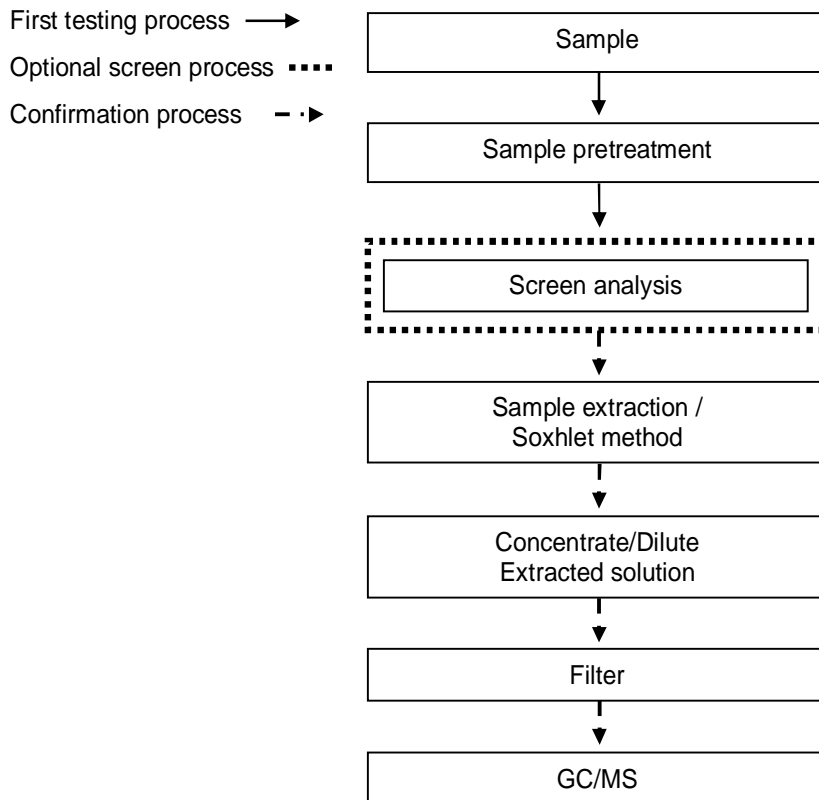 First testing process
Optional screen process
Confirmation process
Sample
Sample pretreatment
Screen analysis
Sample extraction /
Soxhlet method
Concentrate/Dilute
Extracted solution
Filter
GC/MS